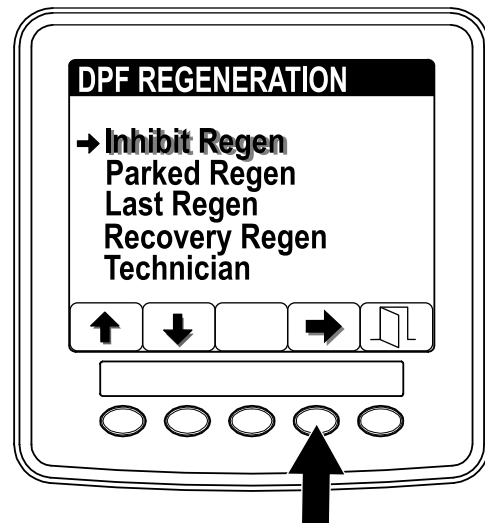 DPF REGENERATION
Inhibit Regen
Parked Regen
Last Regen
Recovery Regen
Technician